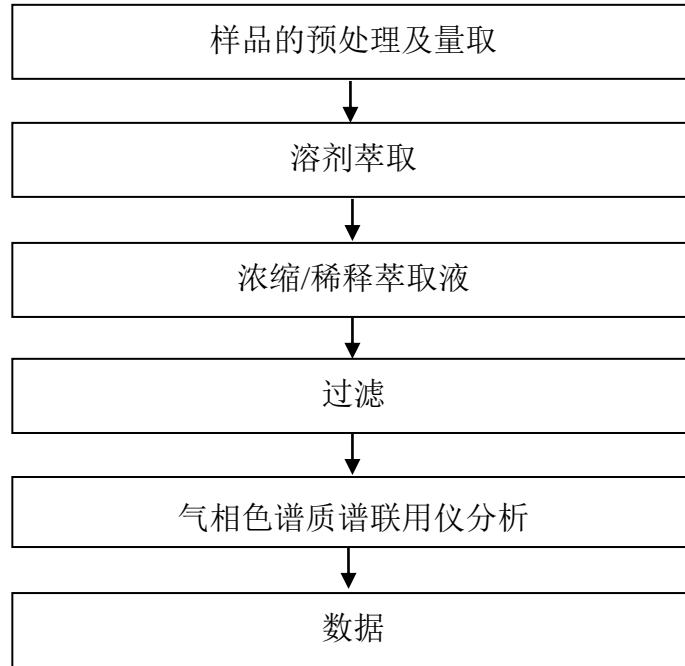 样品的预处理及量取
溶剂萃取
浓缩/稀释萃取液
过滤
气相色谱质谱联用仪分析
数据